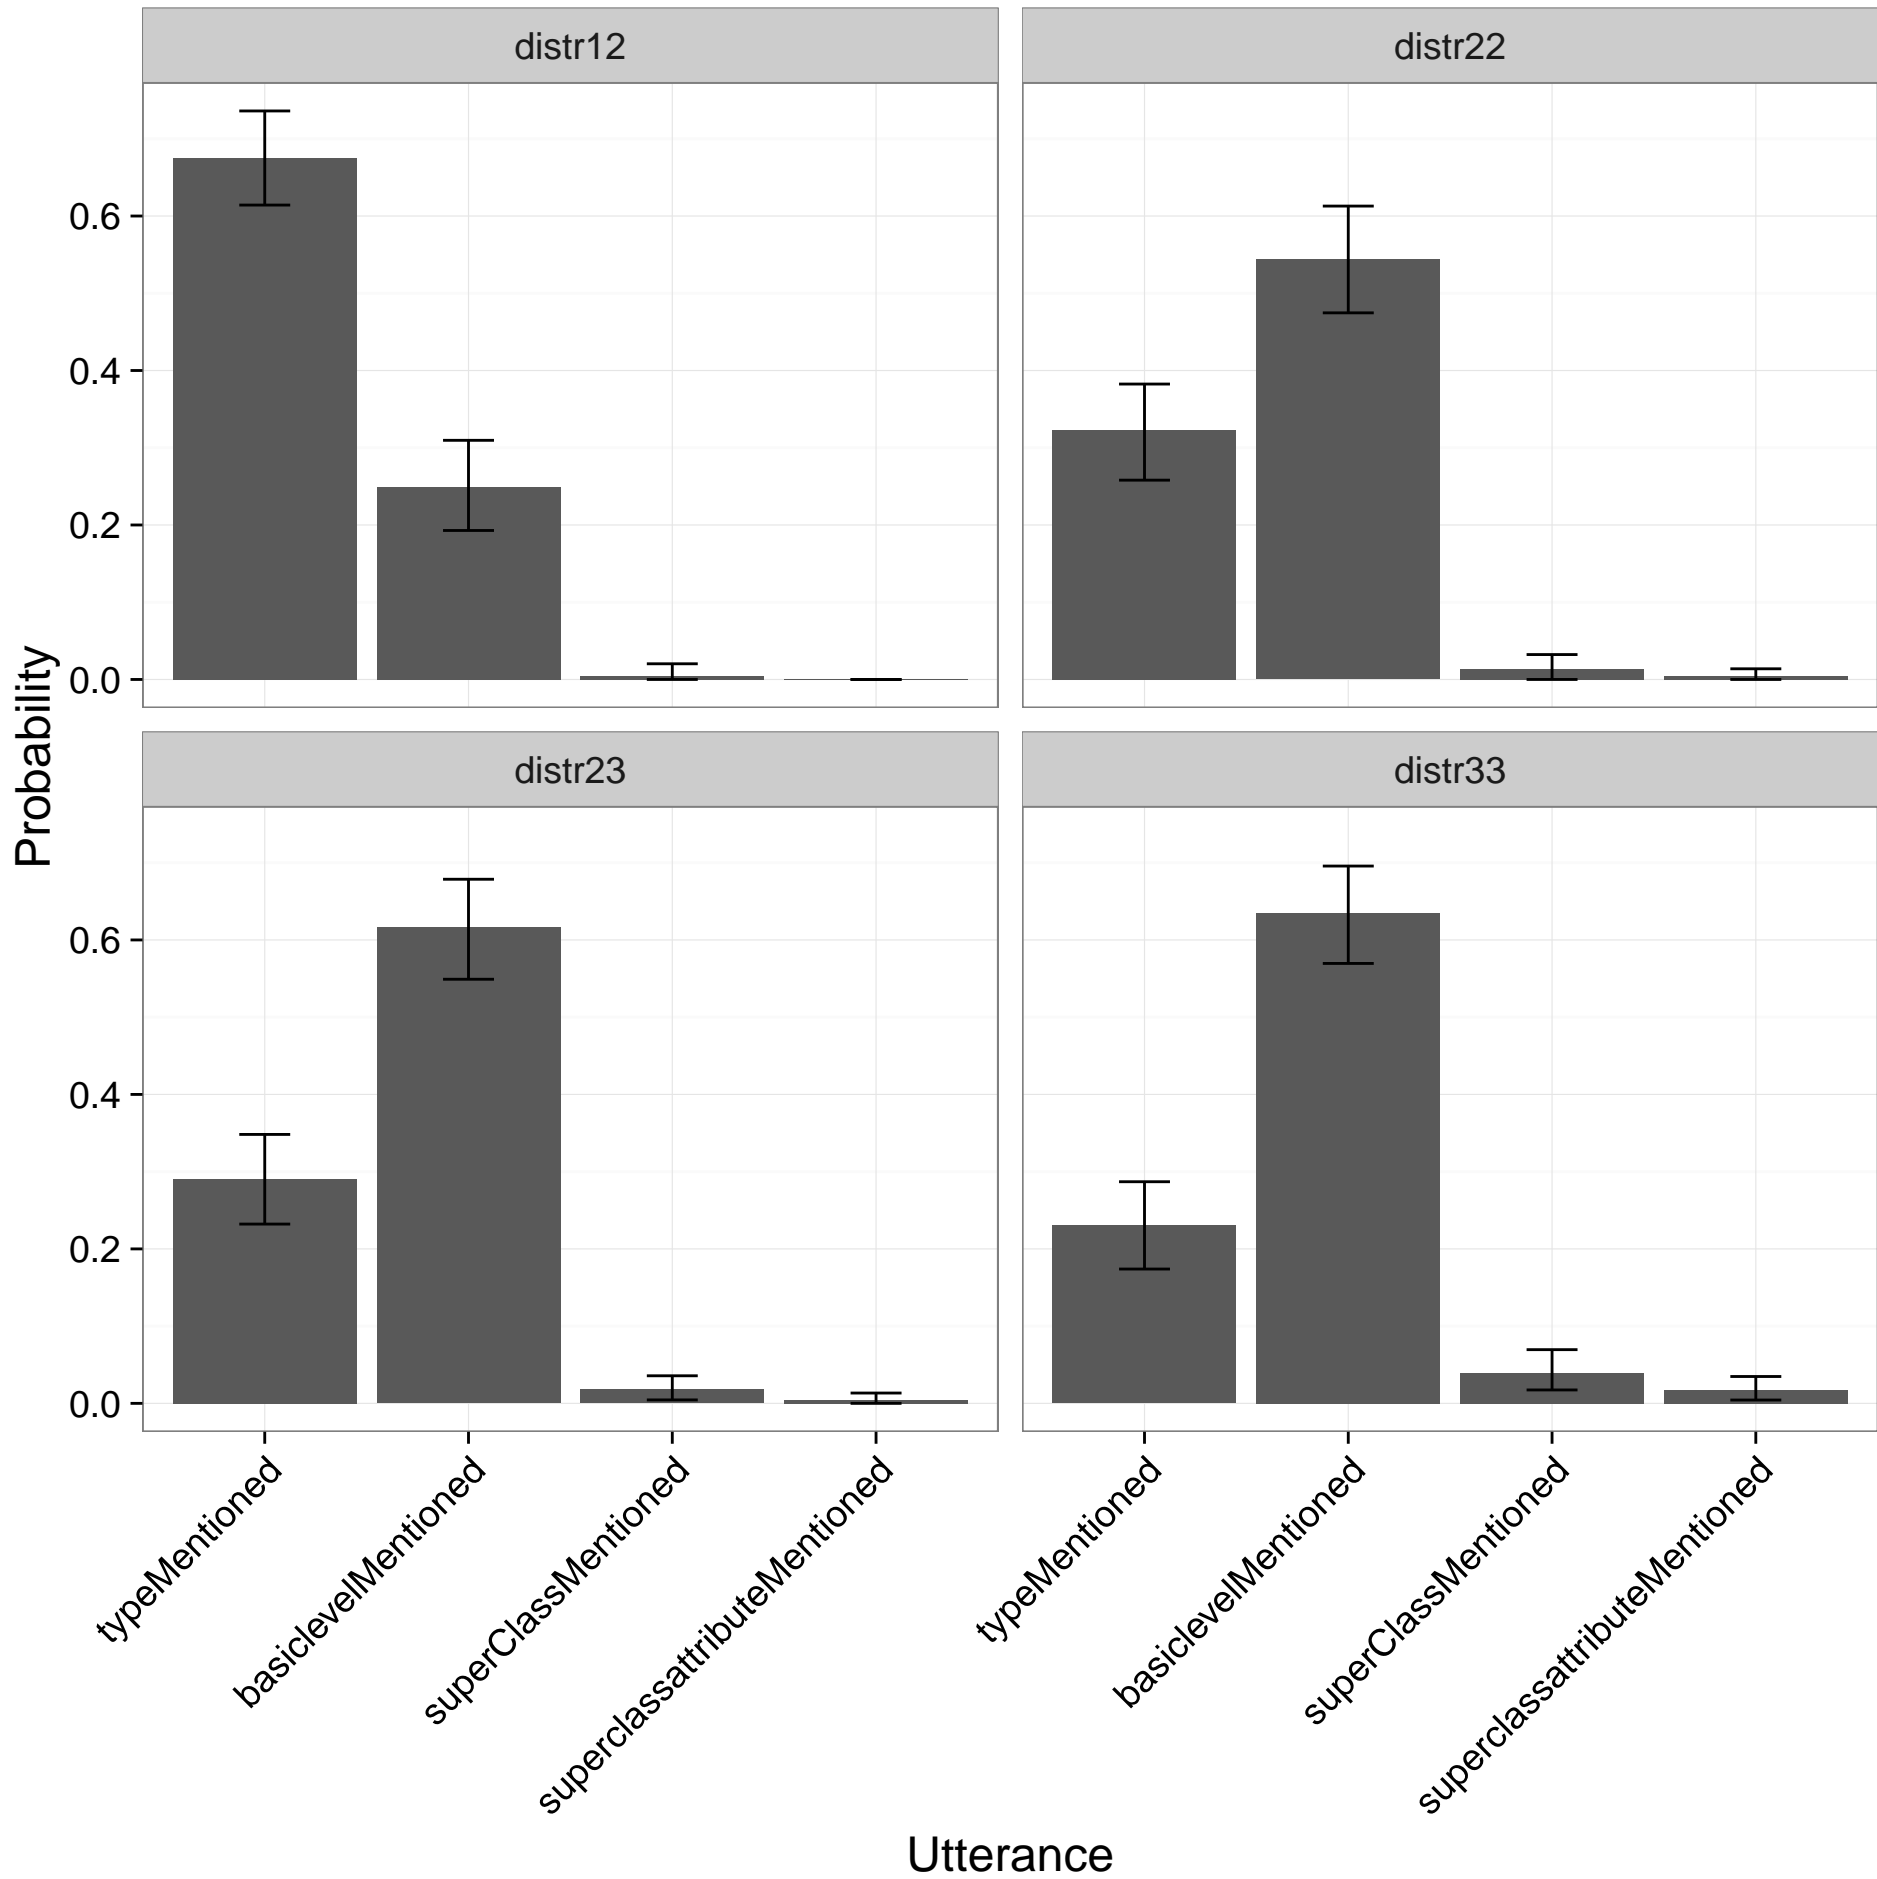 distr12
distr22
0.6
0.4
0.2
0.0
distr23
distr33
0.6
0.4
0.2
0.0
Probability
typeMentioned
basiclevelMentioned
superClassMentioned
superclassattributeMentioned
typeMentioned
basiclevelMentioned
superClassMentioned
superclassattributeMentioned
Utterance